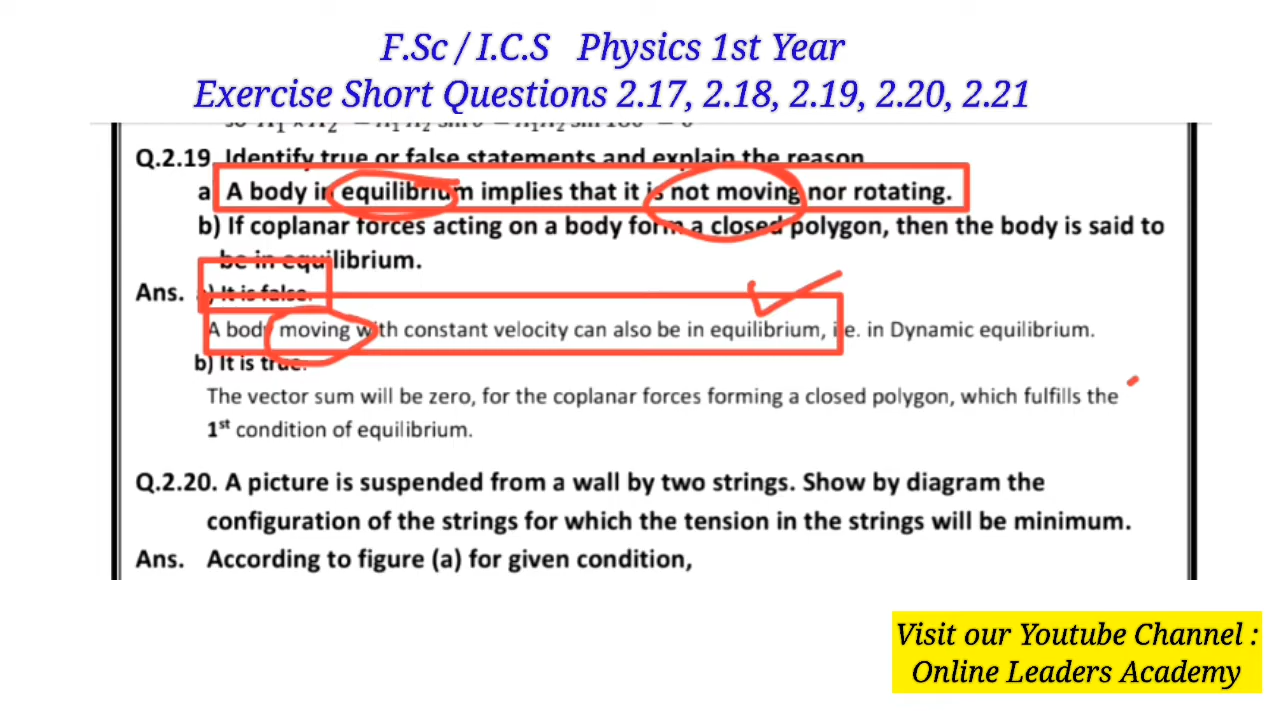 F.Sc / I.C.S Physics 1st Year
Exercise Short Questions 2.17, 2.18, 2.19, 2.20, 2.21
Q.2.19. Identify true or false statements and explain the reason
a A body in equilibrium implies that it is not moving nor rotating.
b) If coplanar forces acting on a body form a closed polygon, then the body is said to
be in equilibrium.
Ans. a) It is false.
A body moving with constant velocity can also be in equilibrium, i.e. in Dynamic equilibrium.
b) It is true.
The vector sum will be zero, for the coplanar forces forming a closed polygon, which fulfills the
1st condition of equilibrium.
Q.2.20. A picture is suspended from a wall by two strings. Show by diagram the
configuration of the strings for which the tension in the strings will be minimum.
Ans. According to figure (a) for given condition,
Visit our Youtube Channel :
Online Leaders Academy